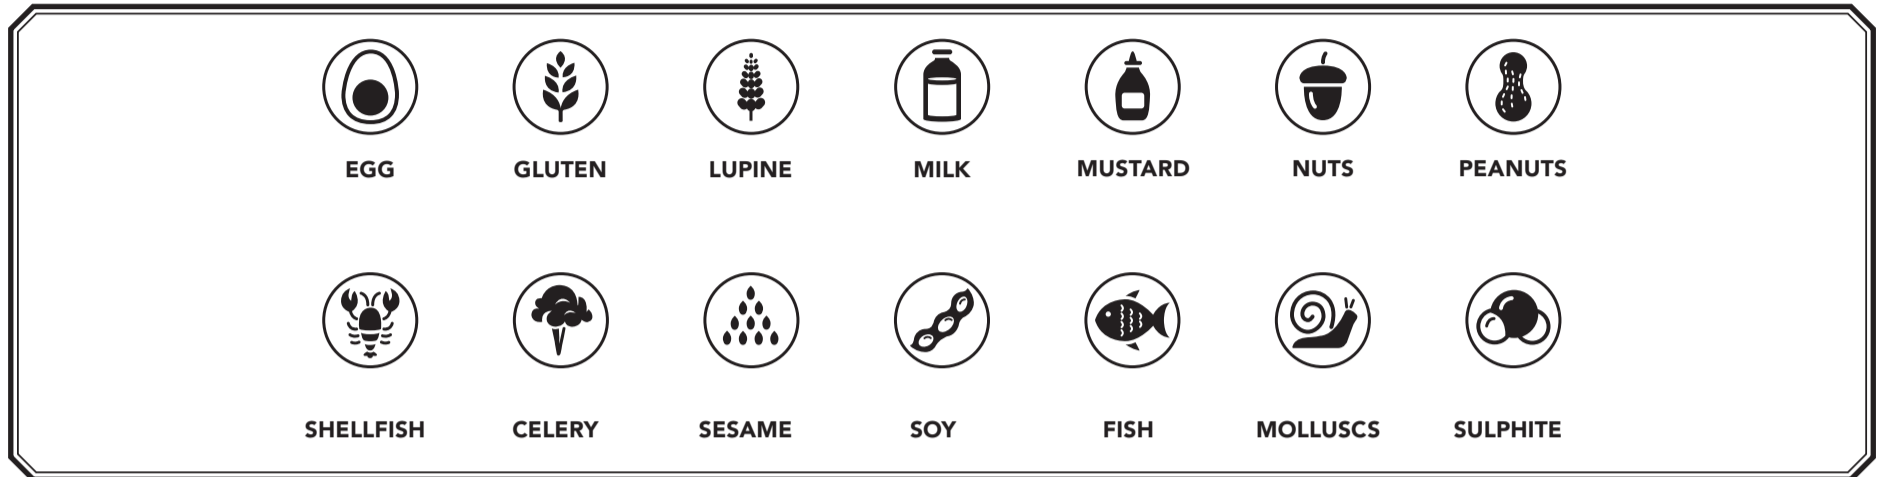 EGG GLUTEN LUPINE MILK MUSTARD NUTS PEANUTS
SHELLFISH CELERY SESAME SOY FISH MOLLUSCS SULPHITE